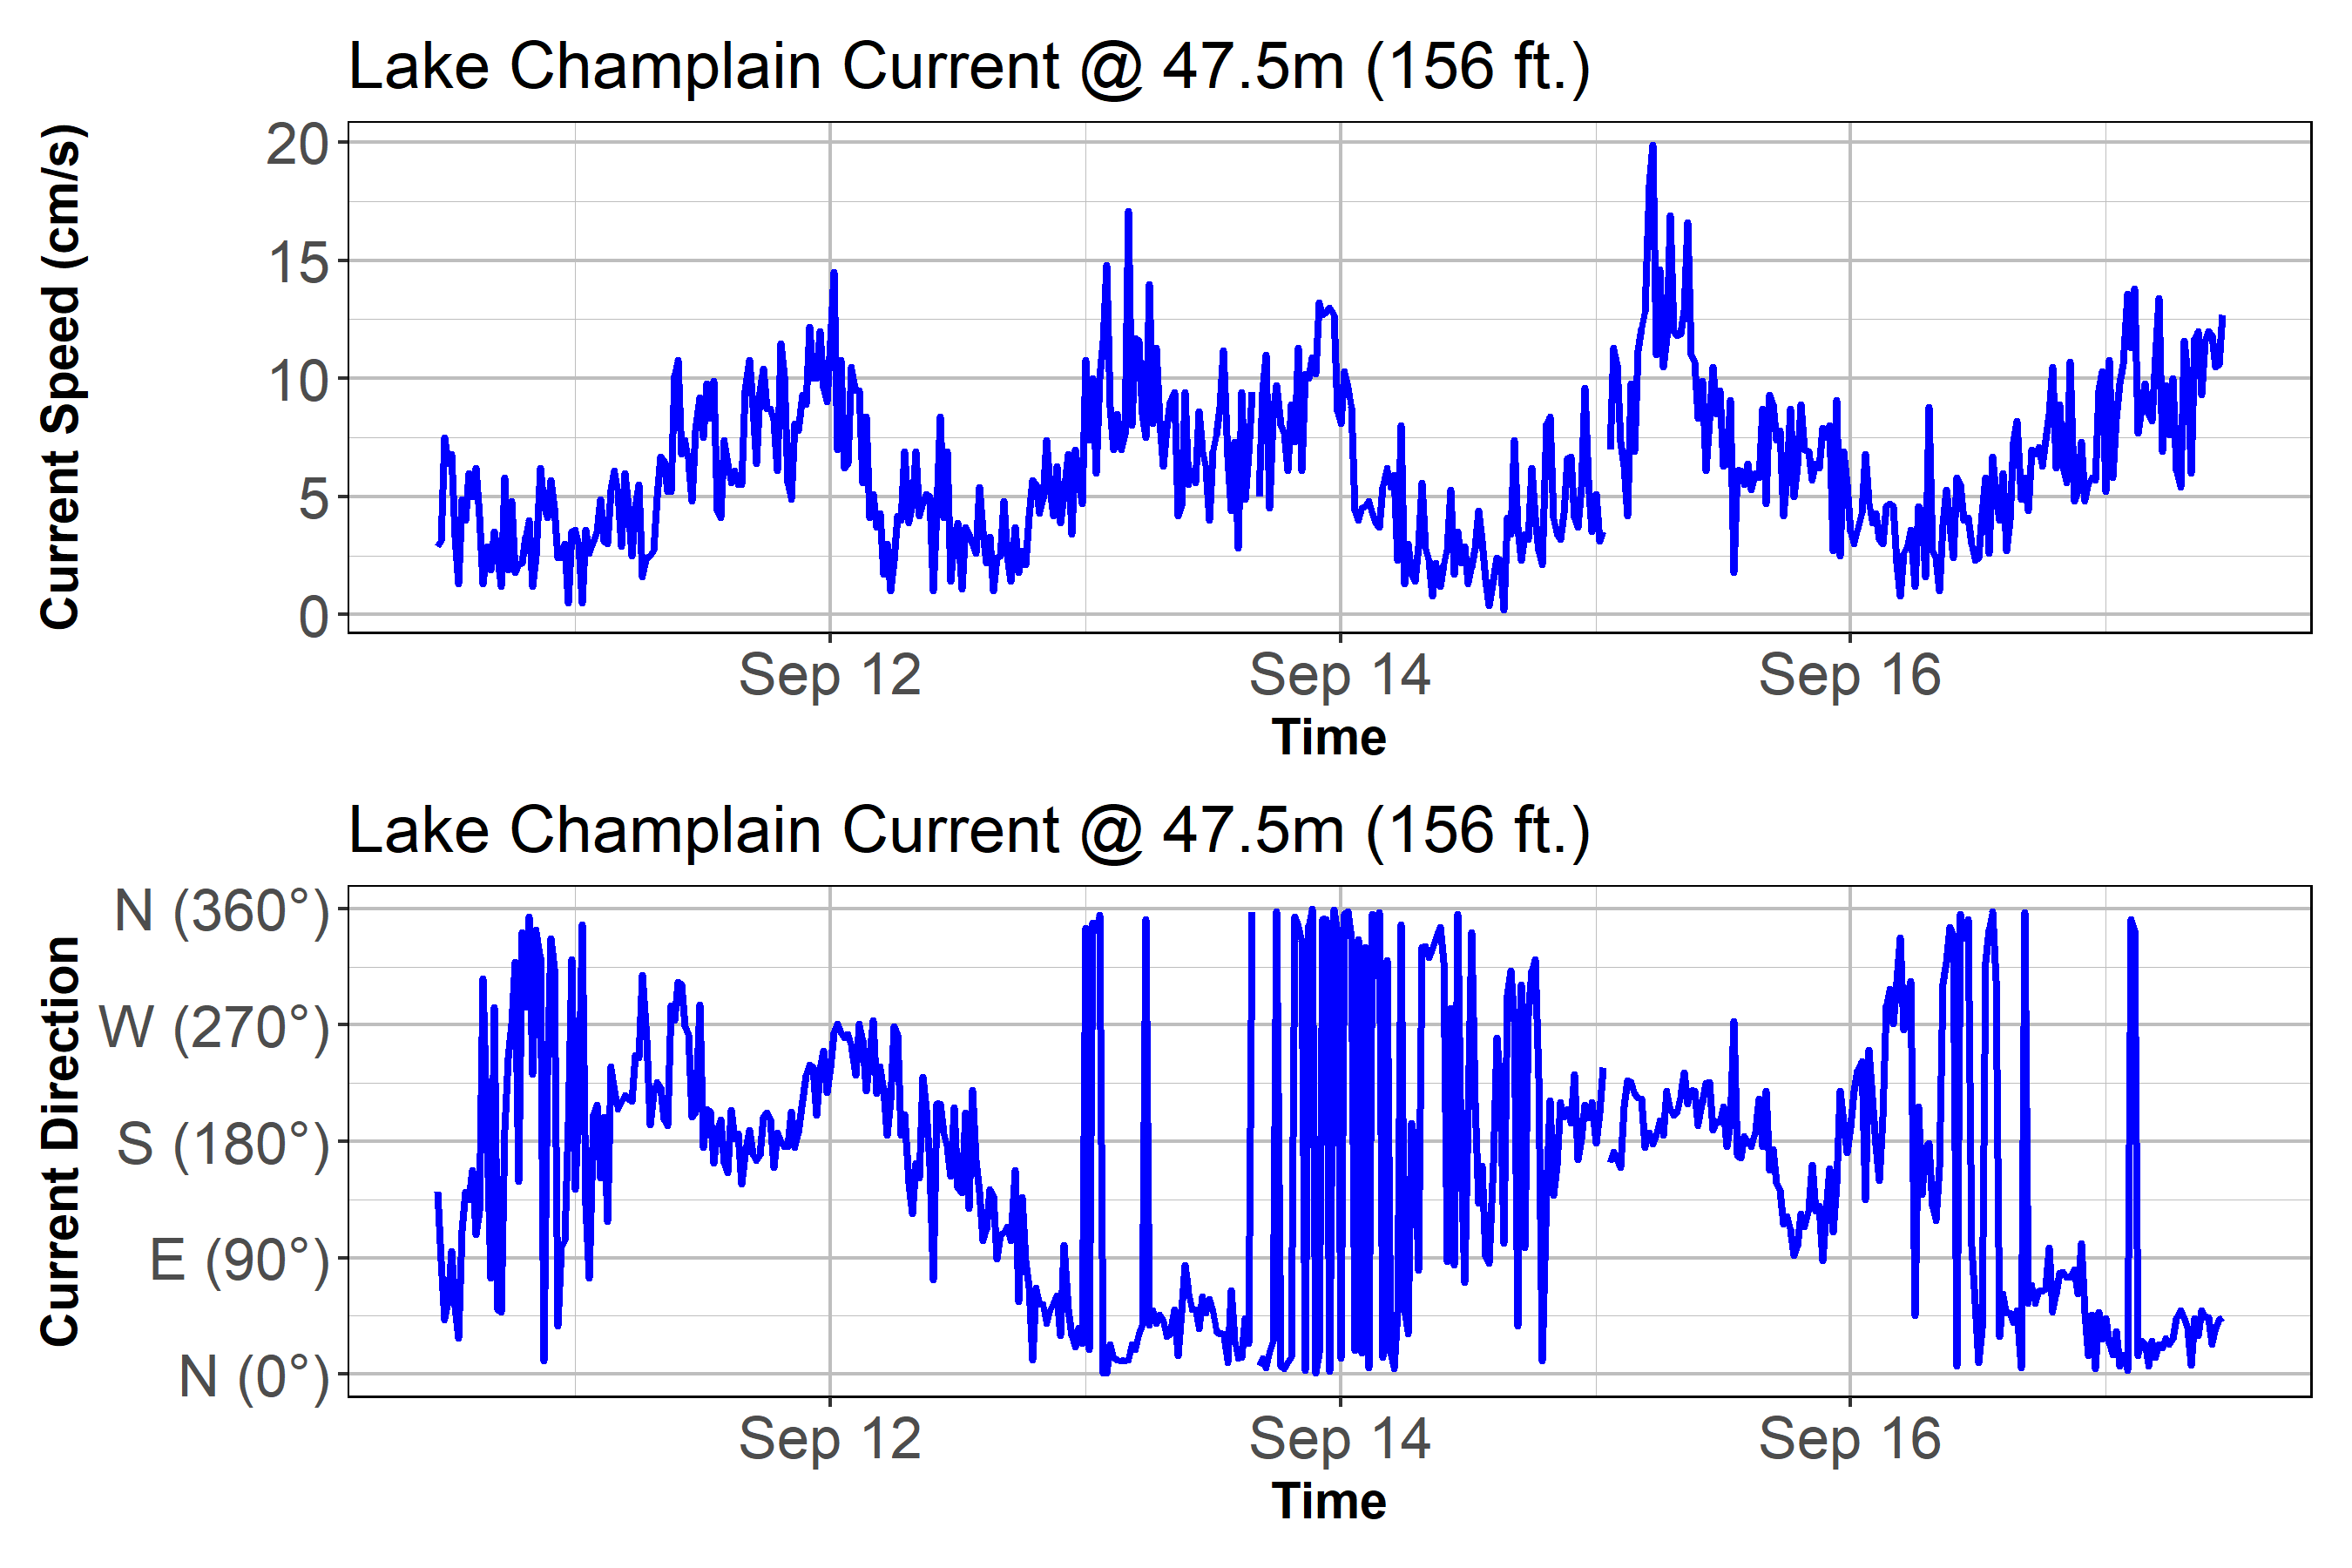 Lake Champlain Current @ 47.5m (156 ft.)
Current Speed (cm/s)
20
15
10
5
0
Sep 12 Sep 14 Sep 16
Time
Lake Champlain Current @ 47.5m (156 ft.)
Current Direction
N (360°)
W (270°)
S (180°)
E (90°)
N (0°)
Sep 12 Sep 14 Sep 16
Time